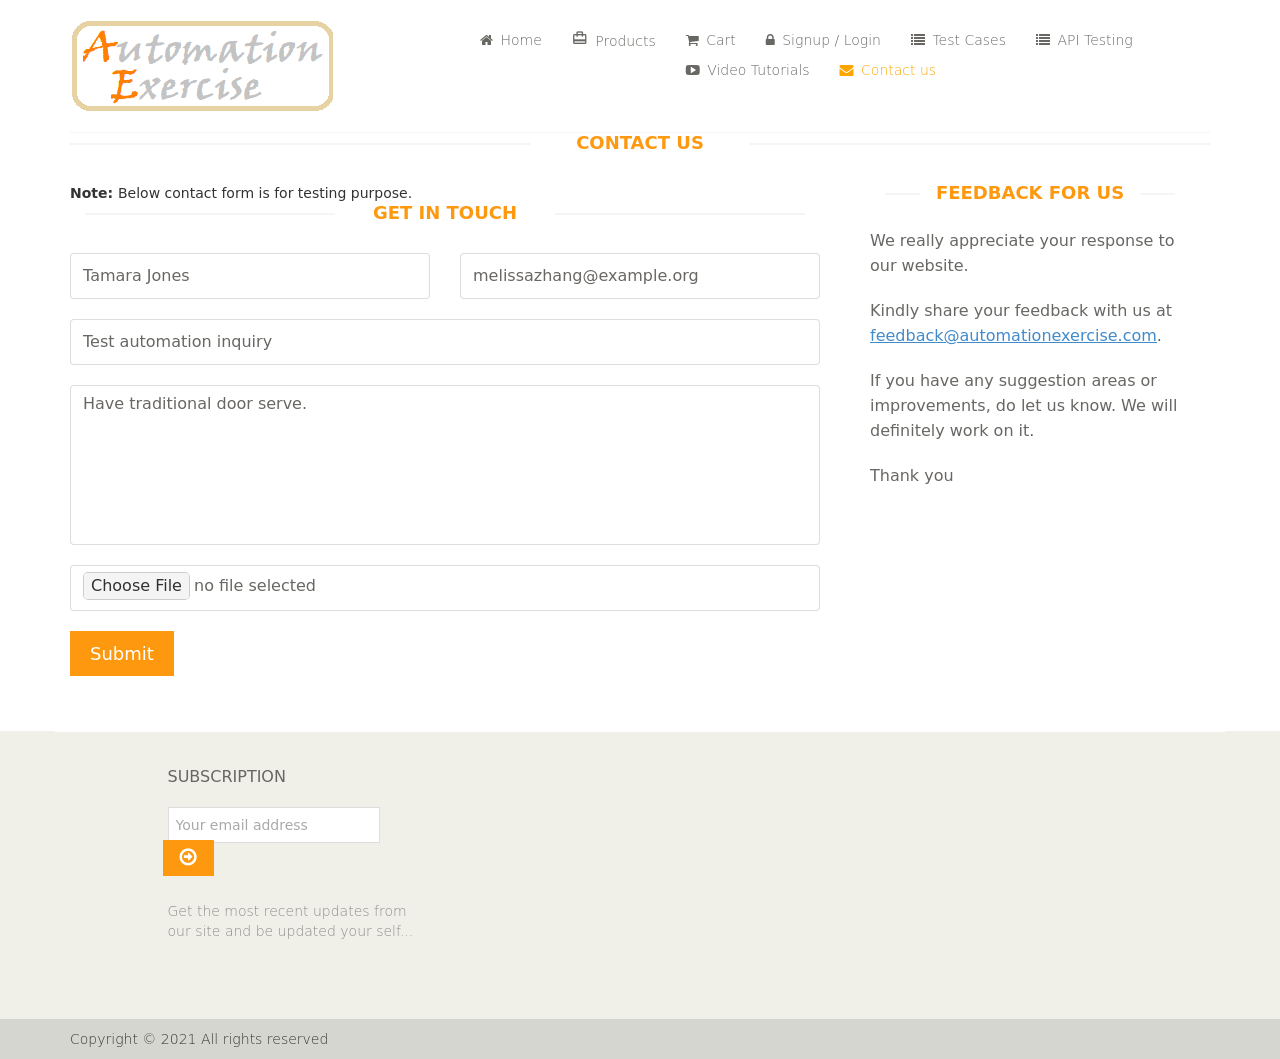 Automation
Exercise
Home
Products
Cart
Signup / Login
Test Cases
API Testing
Video Tutorials
Contact us
CONTACT US
Note: Below contact form is for testing purpose.
GET IN TOUCH
Tamara Jones
melissazhang@example.org
Test automation inquiry
Have traditional door serve.
Choose File no file selected
Submit
FEEDBACK FOR US
We really appreciate your response to
our website.
Kindly share your feedback with us at
feedback@automationexercise.com.
If you have any suggestion areas or
improvements, do let us know. We will
definitely work on it.
Thank you
SUBSCRIPTION
Your email address
Get the most recent updates from
our site and be updated your self...
Copyright © 2021 All rights reserved